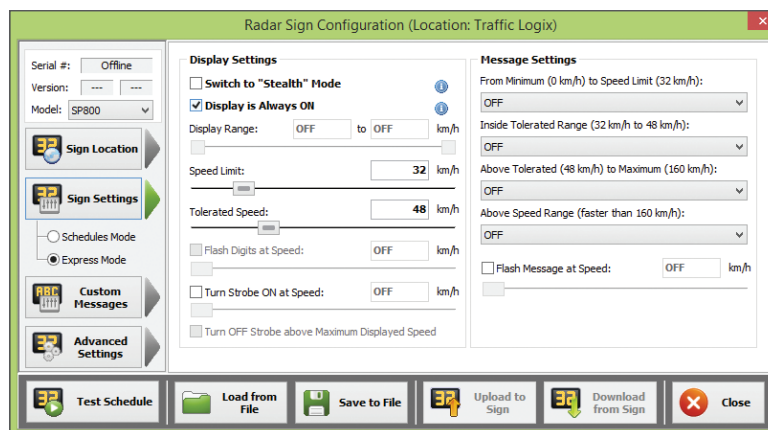 Radar Sign Configuration (Location: Traffic Logix)
Serial #: Offline
Version: --- ---
Model: SP800
Sign Location
Sign Settings
Schedules Mode
Express Mode
Custom
Messages
Advanced
Settings
Display Settings
Switch to "Stealth" Mode
Display is Always ON
Display Range: OFF to OFF km/h
Speed Limit: 32 km/h
Tolerated Speed: 48 km/h
Flash Digits at Speed: OFF km/h
Turn Strobe ON at Speed: OFF km/h
Turn OFF Strobe above Maximum Displayed Speed
Message Settings
From Minimum (0 km/h) to Speed Limit (32 km/h):
OFF
Inside Tolerated Range (32 km/h to 48 km/h):
OFF
Above Tolerated (48 km/h) to Maximum (160 km/h):
OFF
Above Speed Range (faster than 160 km/h):
OFF
Flash Message at Speed: OFF km/h
Test Schedule
Load from
File
Save to File
Upload to
Sign
Download
from Sign
Close